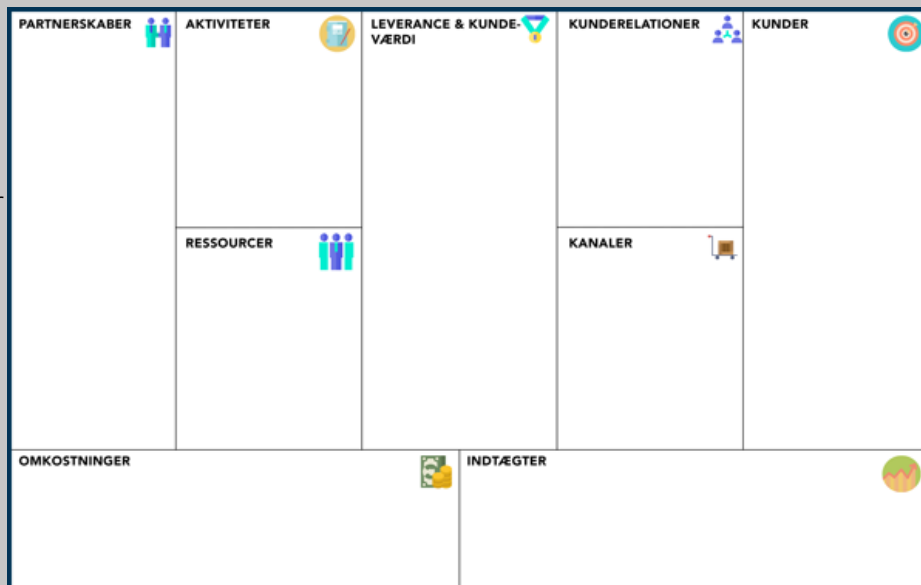 PARTNERSKABER
AKTIVITETER
LEVERANCE & KUNDE-
VÆRDI
KUNDERELATIONER
KUNDER
RESSOURCER
KANALER
OMKOSTNINGER
INDTÆGTER